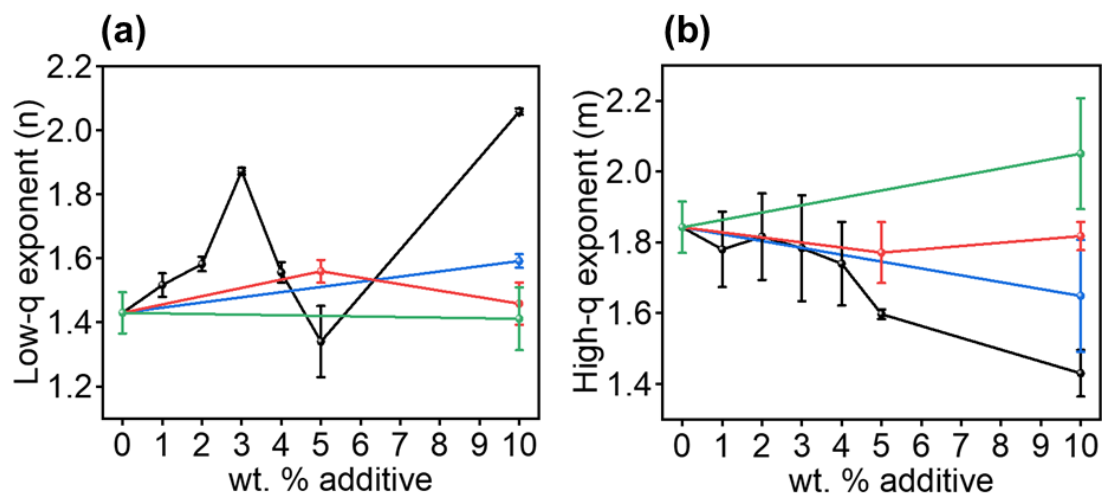 (a)
Low-q exponent (n)
2.2
2.0
1.8
1.6
1.4
1.2
0 1 2 3 4 5 6 7 8 9 10
wt. % additive
(b)
High-q exponent (m)
2.2
2.0
1.8
1.6
1.4
0 1 2 3 4 5 6 7 8 9 10
wt. % additive